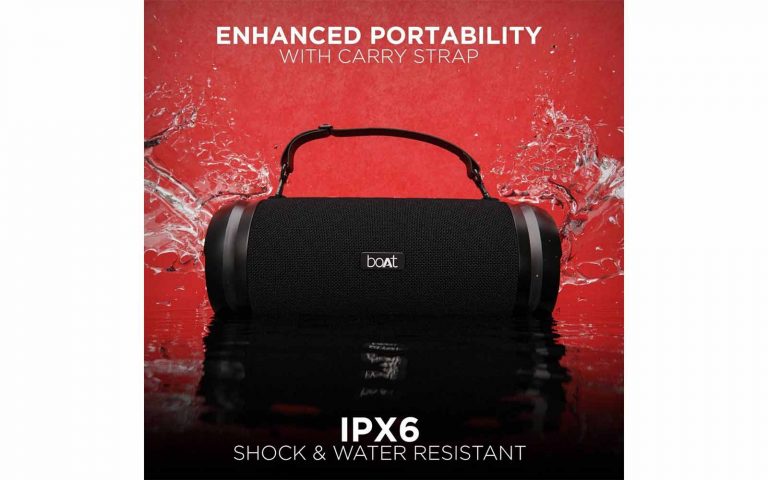 ENHANCED PORTABILITY
WITH CARRY STRAP
boAt
IPX6
SHOCK & WATER RESISTANT